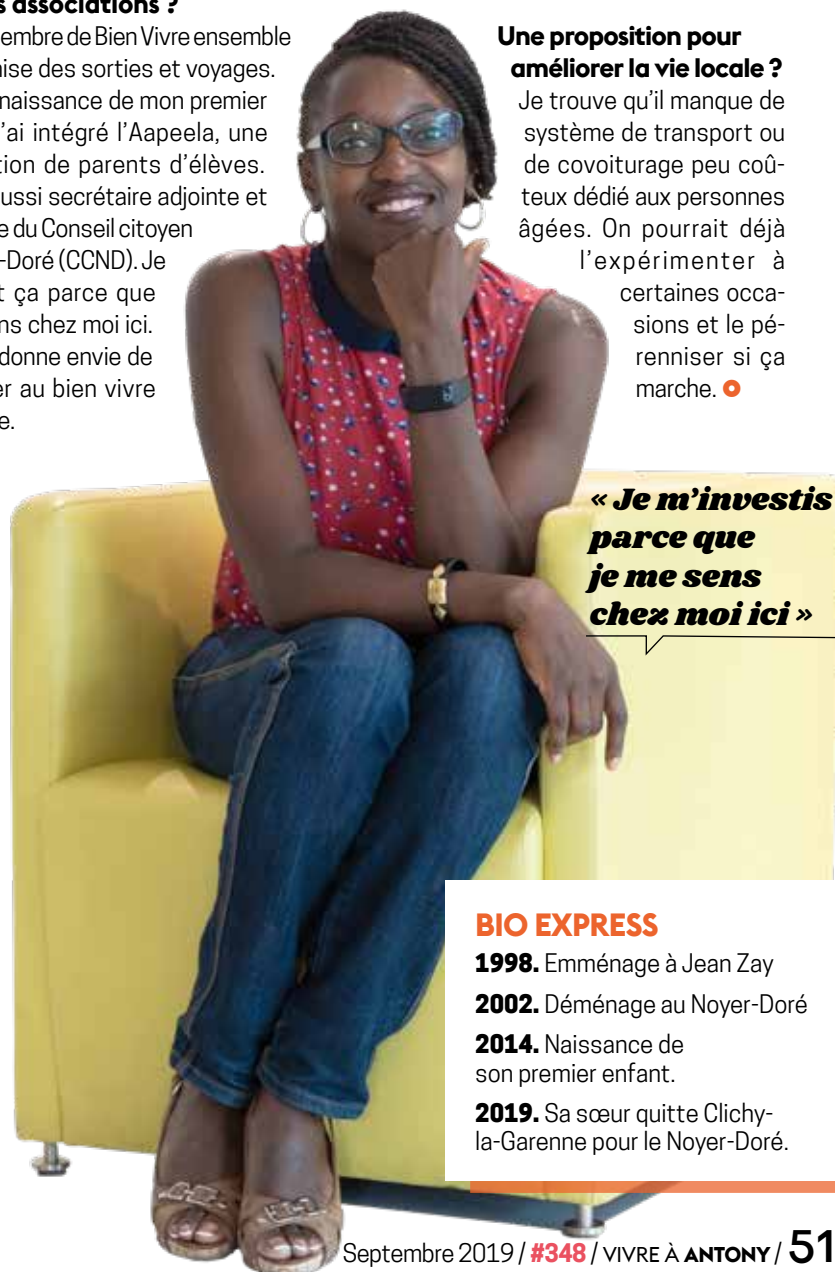 s associations ?
embre de Bien Vivre ensemble
ise des sorties et voyages.
naissance de mon premier
'ai intégré l'Aapeela, une
tion de parents d'élèves.
ussi secrétaire adjointe et
e du Conseil citoyen
-Doré (CCND). Je
t ça parce que
ns chez moi ici.
donne envie de
er au bien vivre
e.
Une proposition pour
améliorer la vie locale ?
Je trouve qu'il manque de
système de transport ou
de covoiturage peu coû-
teux dédié aux personnes
âgées. On pourrait déjà
l'expérimenter à
certaines occa-
sions et le pé-
renniser si ça
marche.
« Je m'investis
parce que
je me sens
chez moi ici »
BIO EXPRESS
1998. Emménage à Jean Zay
2002. Déménage au Noyer-Doré
2014. Naissance de
son premier enfant.
2019. Sa sœur quitte Clichy-
la-Garenne pour le Noyer-Doré.
Septembre 2019 / #348 / VIVRE À ANTONY / 51